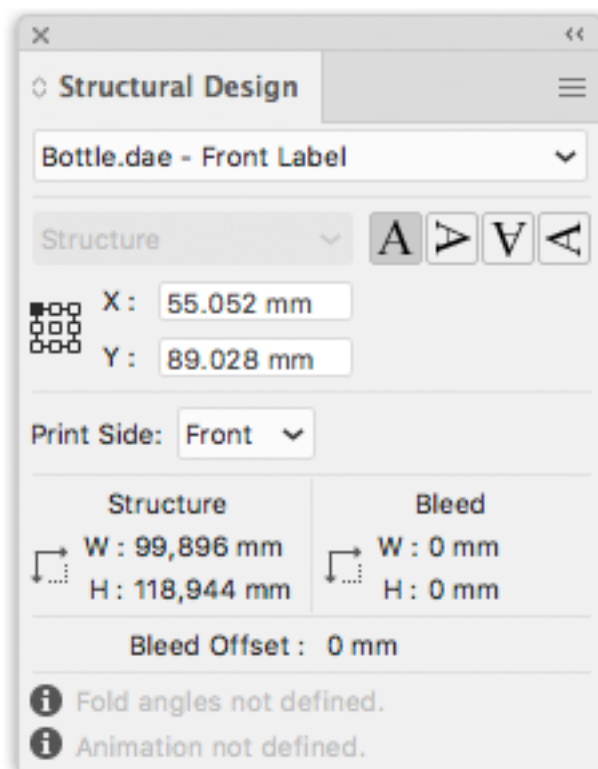 Structural Design
Bottle.dae - Front Label
Structure A A A A
X : 55.052 mm
Y : 89.028 mm
Print Side: Front
Structure Bleed
W : 99,896 mm W : 0 mm
H : 118,944 mm H : 0 mm
Bleed Offset : 0 mm
Fold angles not defined.
Animation not defined.